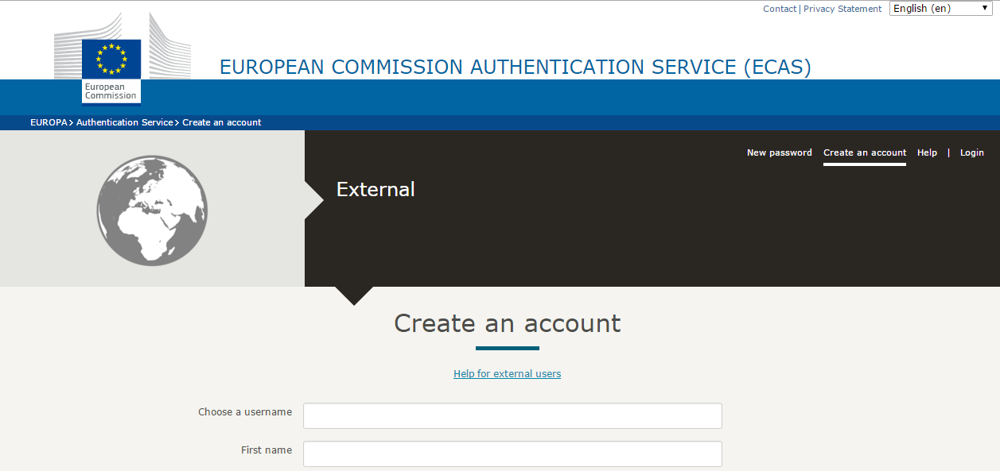 Contact | Privacy Statement English (en)
European
Commission
EUROPEAN COMMISSION AUTHENTICATION SERVICE (ECAS)
EUROPA > Authentication Service > Create an account
New password Create an account Help | Login
External
Create an account
Help for external users
Choose a username
First name